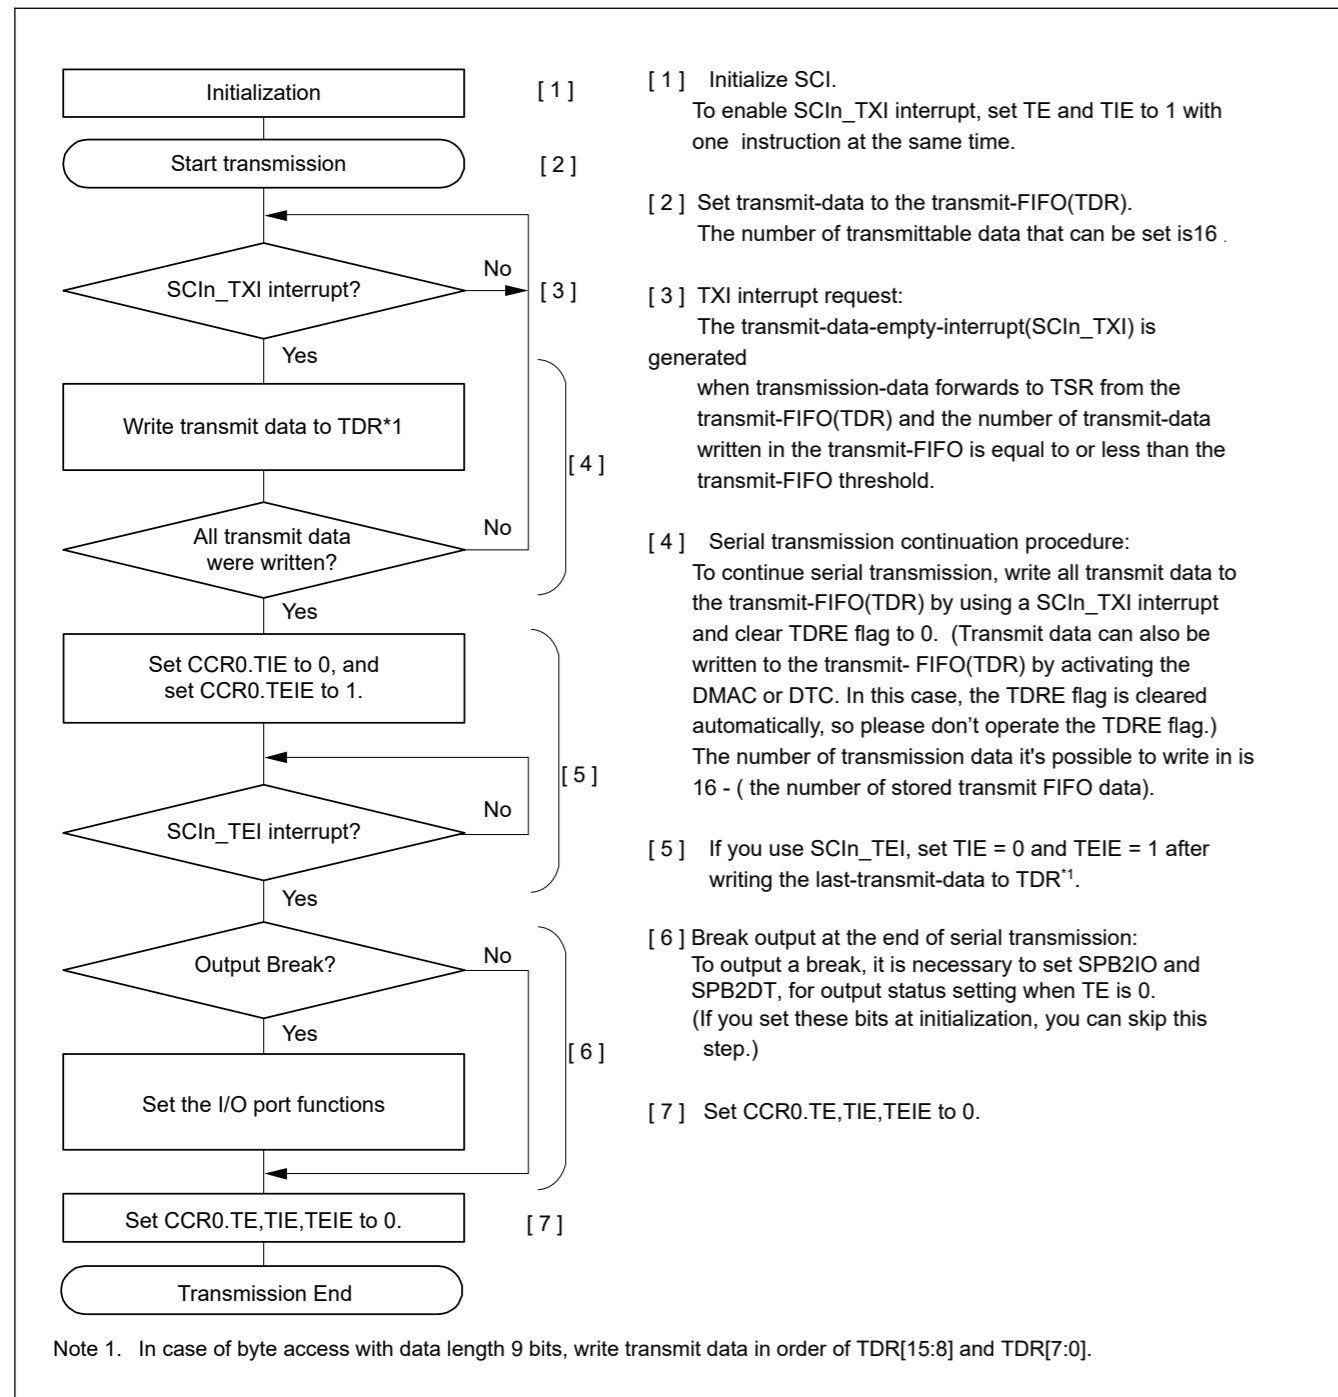 Initialization
[ 1 ]
Start transmission
[ 2 ]
SCIn_TXI interrupt?
No
[ 3 ]
Yes
Write transmit data to TDR*1
[ 4 ]
All transmit data
were written?
No
Yes
Set CCR0.TIE to 0, and
set CCR0.TEIE to 1.
[ 5 ]
SCIn_TEI interrupt?
No
Yes
Output Break?
No
Yes
[ 6 ]
Set the I/O port functions
Set CCR0.TE,TIE,TEIE to 0.
[ 7 ]
Transmission End
[ 1 ] Initialize SCI.
To enable SCIn_TXI interrupt, set TE and TIE to 1 with
one instruction at the same time.
[ 2 ] Set transmit-data to the transmit-FIFO(TDR).
The number of transmittable data that can be set is16 .
[ 3 ] TXI interrupt request:
The transmit-data-empty-interrupt(SCIn_TXI) is
generated
when transmission-data forwards to TSR from the
transmit-FIFO(TDR) and the number of transmit-data
written in the transmit-FIFO is equal to or less than the
transmit-FIFO threshold.
[ 4 ] Serial transmission continuation procedure:
To continue serial transmission, write all transmit data to
the transmit-FIFO(TDR) by using a SCIn_TXI interrupt
and clear TDRE flag to 0. (Transmit data can also be
written to the transmit- FIFO(TDR) by activating the
DMAC or DTC. In this case, the TDRE flag is cleared
automatically, so please don’t operate the TDRE flag.)
The number of transmission data it's possible to write in is
16 - ( the number of stored transmit FIFO data).
[ 5 ] If you use SCIn_TEI, set TIE = 0 and TEIE = 1 after
writing the last-transmit-data to TDR*1.
[ 6 ] Break output at the end of serial transmission:
To output a break, it is necessary to set SPB2IO and
SPB2DT, for output status setting when TE is 0.
(If you set these bits at initialization, you can skip this
step.)
[ 7 ] Set CCR0.TE,TIE,TEIE to 0.
Note 1. In case of byte access with data length 9 bits, write transmit data in order of TDR[15:8] and TDR[7:0].